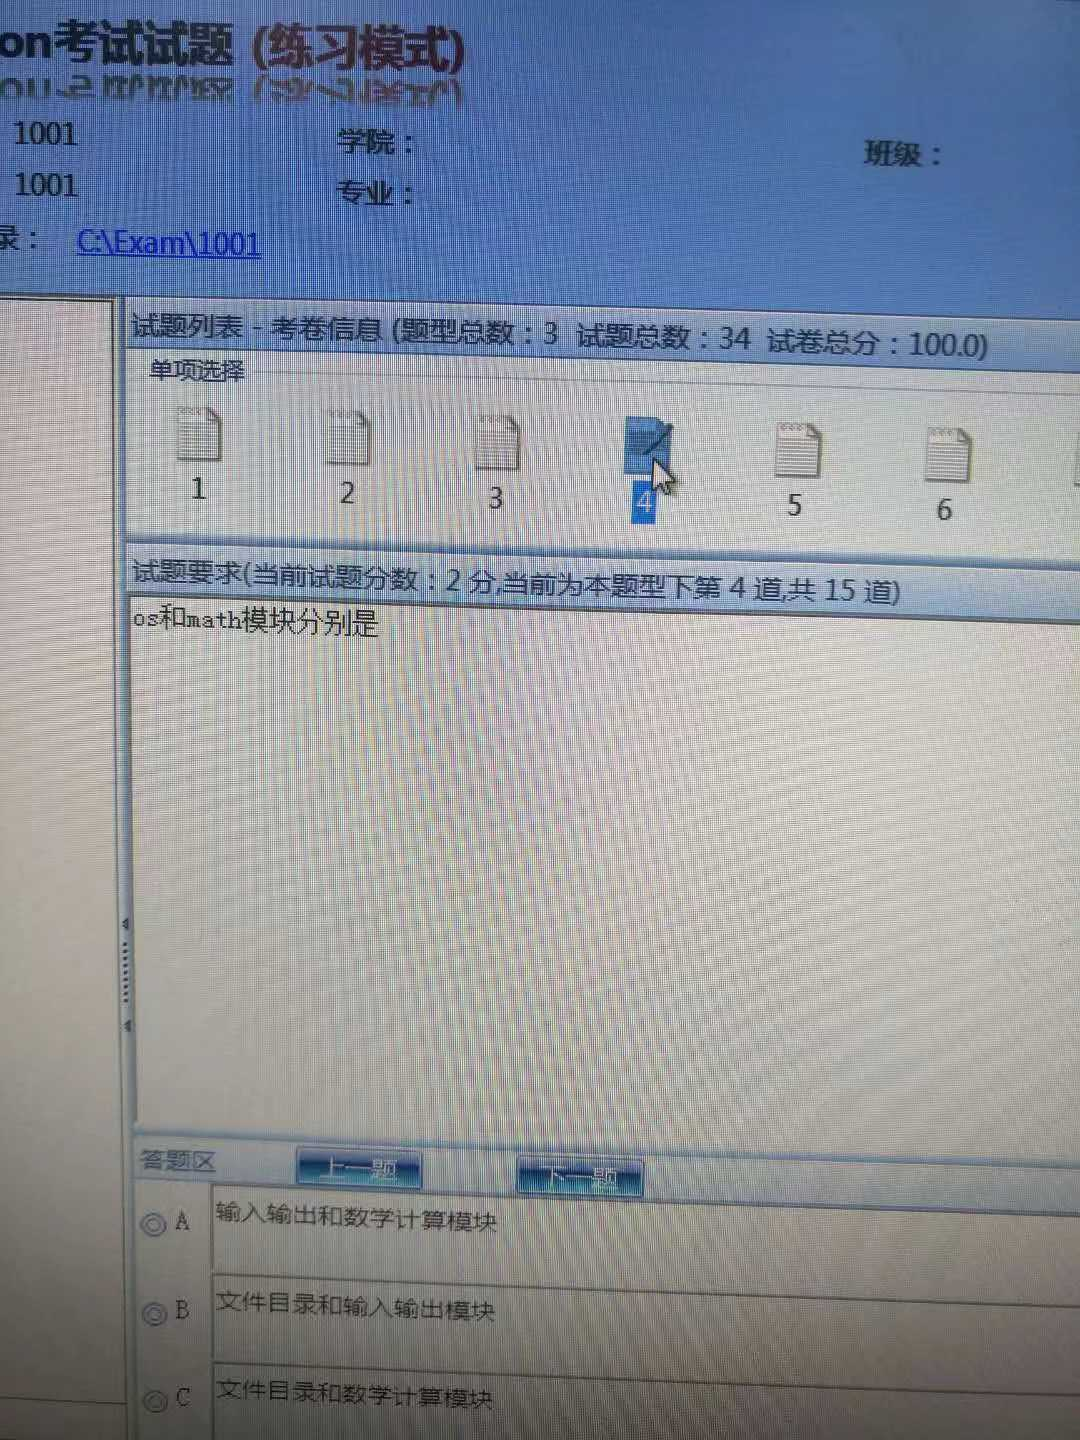 on考试试题 (练习模式)
1001 学院： 班级：
1001 专业：
录： C:\Exam\1001
试题列表 - 考卷信息 (题型总数：3 试题总数：34 试卷总分：100.0)
单项选择
1 2 3 4 5 6
试题要求(当前试题分数：2 分,当前为本题型下第 4 道,共 15 道)
os和math模块分别是
答题区 上一题 下一题
A 输入输出和数学计算模块
B 文件目录和输入输出模块
C 文件目录和数学计算模块